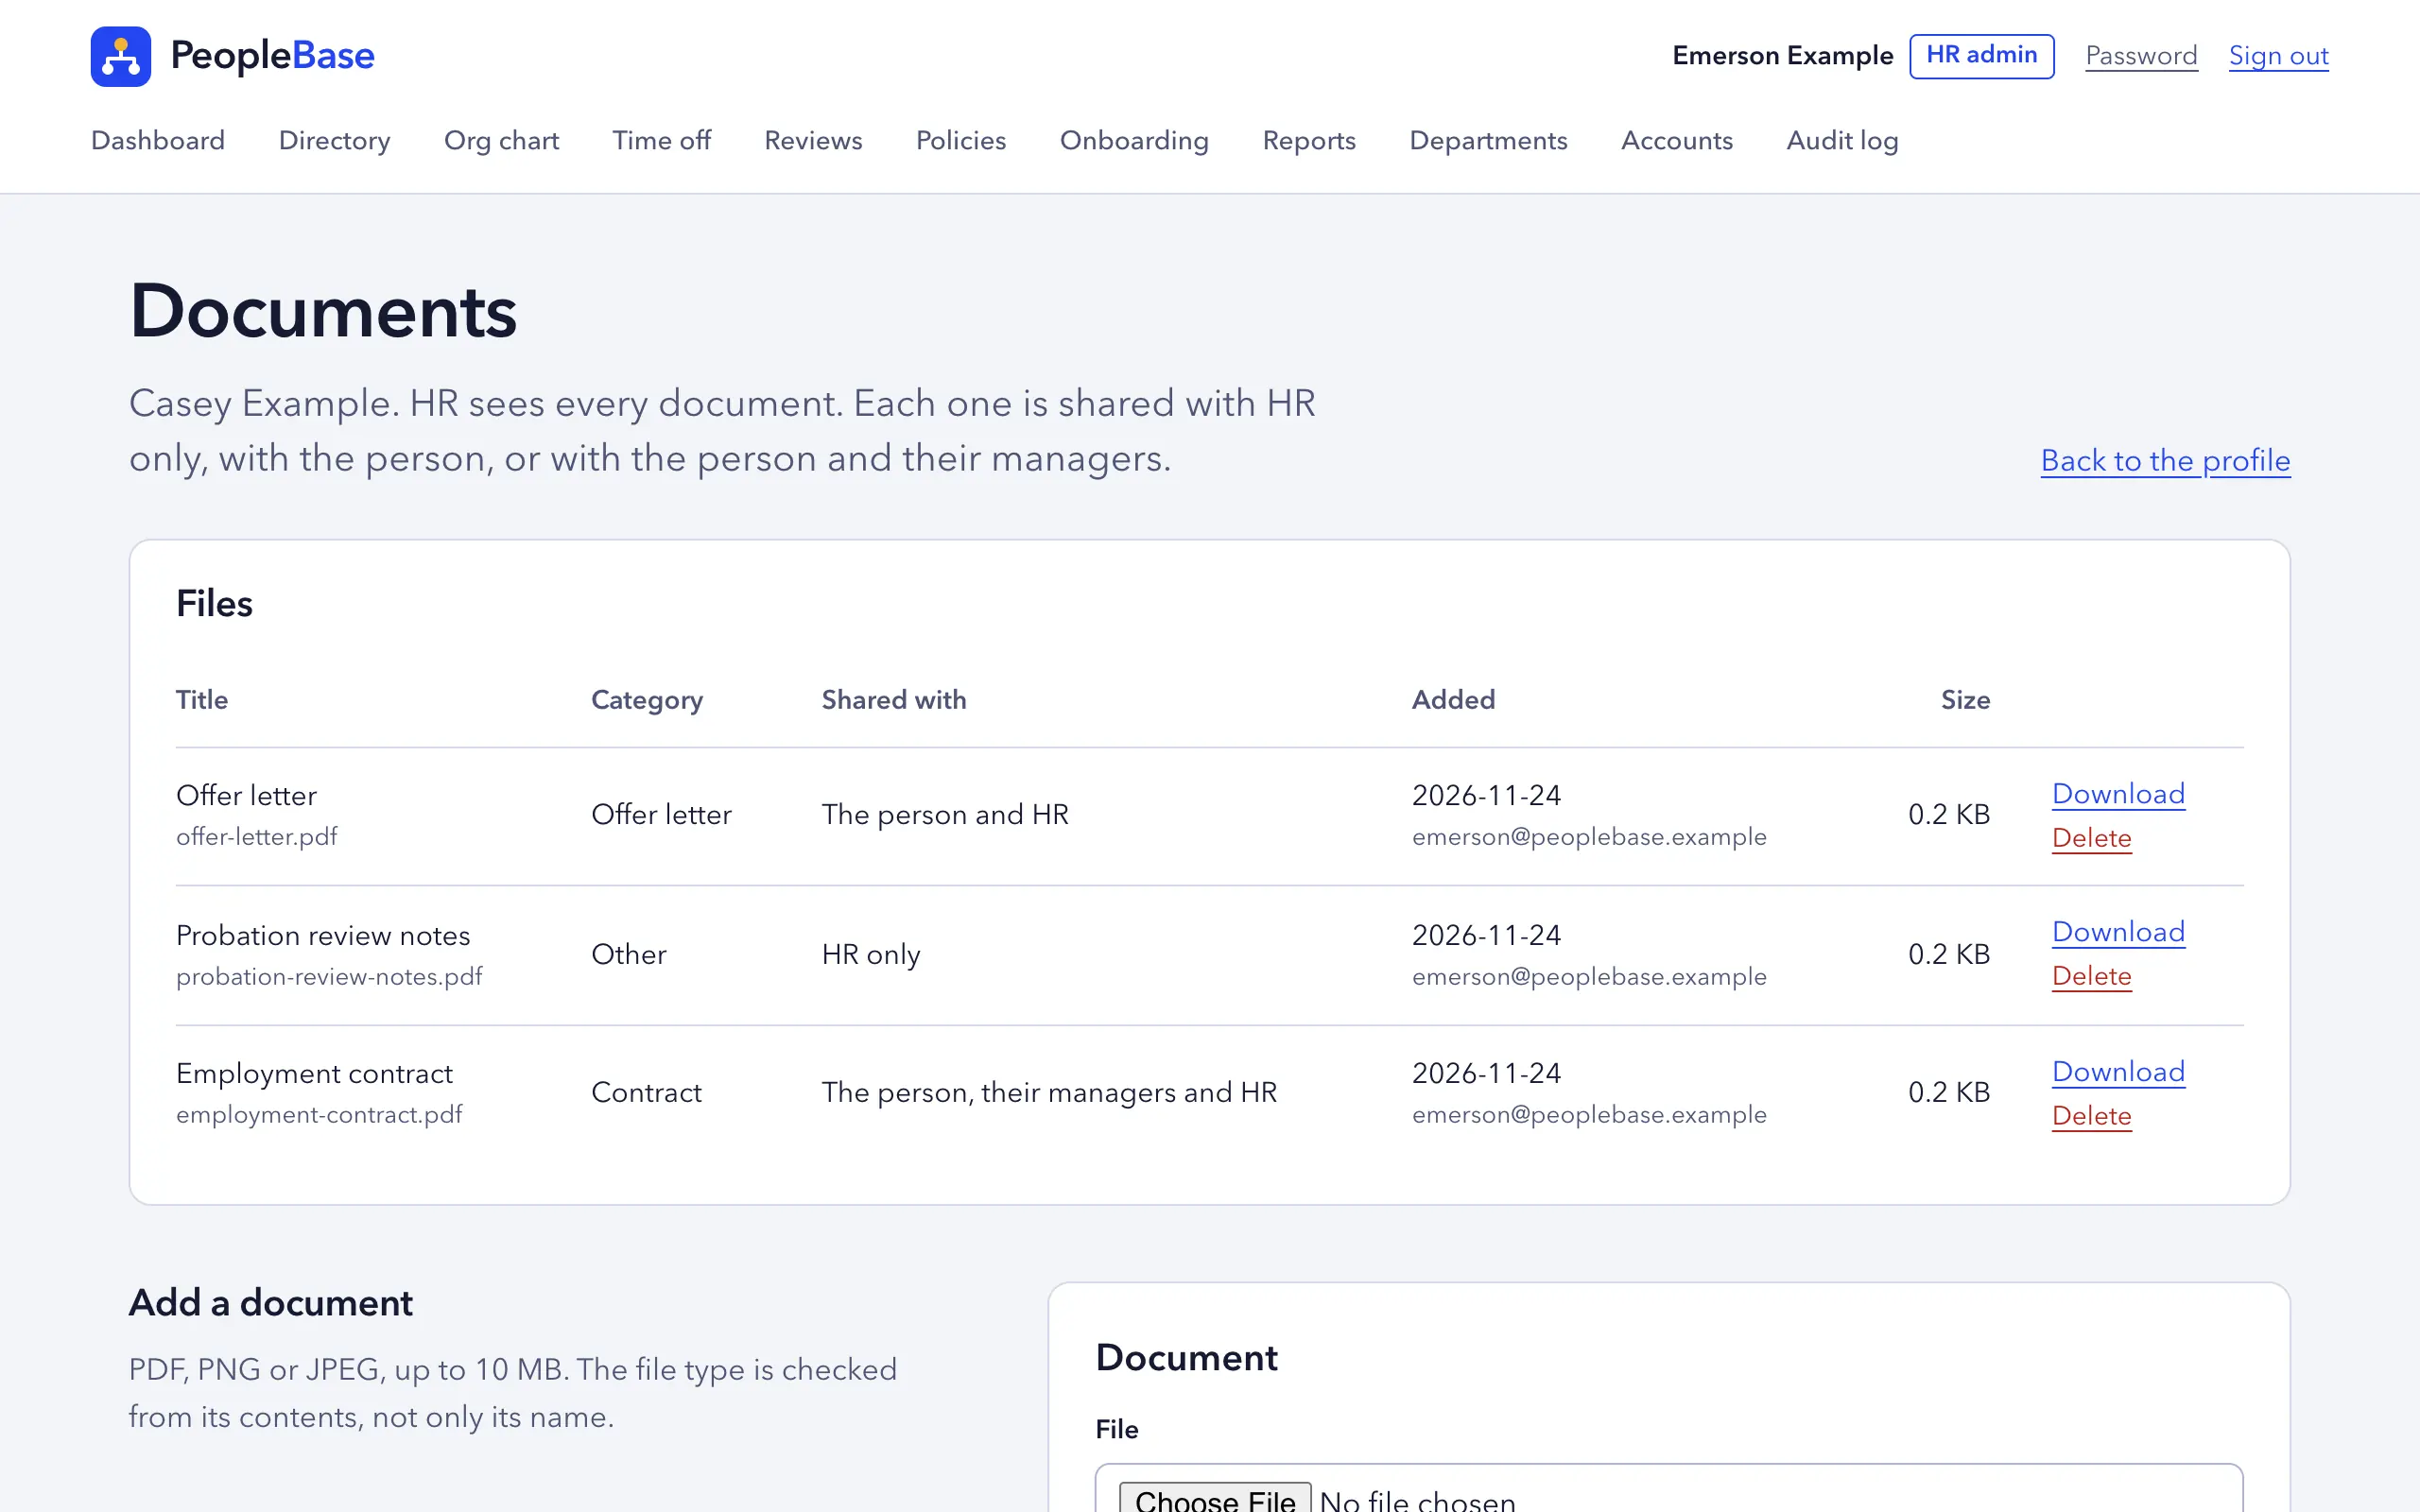 PeopleBase
Emerson Example HR admin Password Sign out
Dashboard Directory Org chart Time off Reviews Policies Onboarding Reports Departments Accounts Audit log
Documents
Casey Example. HR sees every document. Each one is shared with HR
only, with the person, or with the person and their managers.
Back to the profile
Files
Title Category Shared with Added Size
Offer letter
offer-letter.pdf
Offer letter
The person and HR
2026-11-24
emerson@peoplebase.example
0.2 KB
Download
Delete
Probation review notes
probation-review-notes.pdf
Other
HR only
2026-11-24
emerson@peoplebase.example
0.2 KB
Download
Delete
Employment contract
employment-contract.pdf
Contract
The person, their managers and HR
2026-11-24
emerson@peoplebase.example
0.2 KB
Download
Delete
Add a document
PDF, PNG or JPEG, up to 10 MB. The file type is checked
from its contents, not only its name.
Document
File
Choose File No file chosen